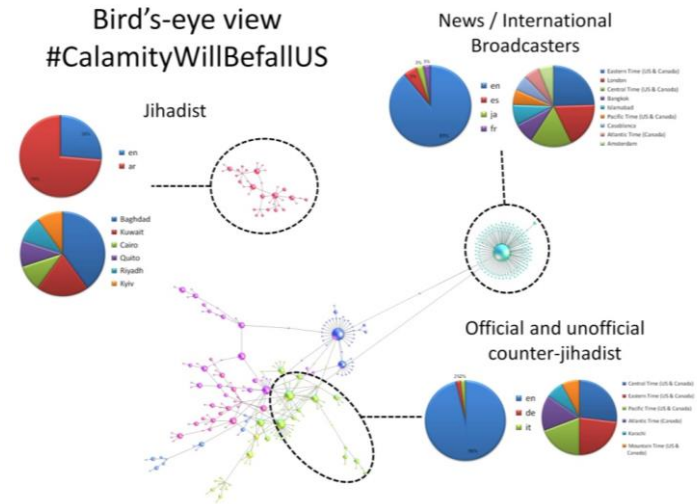 Bird's-eye view
#CalamityWillBefallUS
Jihadist
en
ar
Baghdad
Kuwait
Cairo
Quito
Riyadh
Kyiv
News / International
Broadcasters
en
es
ja
fr
Eastern Time (US & Canada)
London
Central Time (US & Canada)
Bangkok
Islamabad
Pacific Time (US & Canada)
Casablanca
Atlantic Time (Canada)
Amsterdam
Official and unofficial
counter-jihadist
en
de
it
Central Time (US & Canada)
Eastern Time (US & Canada)
Pacific Time (US & Canada)
Atlantic Time (Canada)
Karachi
Mountain Time (US &
Canada)